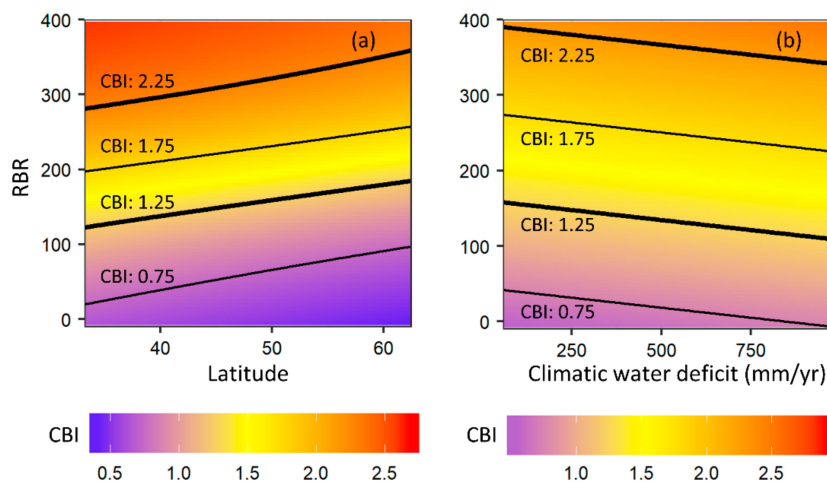 400
300
200
100
0
RBR
(a)
CBI: 2.25
CBI: 1.75
CBI: 1.25
CBI: 0.75
40 50 60
Latitude
CBI
0.5 1.0 1.5 2.0 2.5
400
300
200
100
0
(b)
CBI: 2.25
CBI: 1.75
CBI: 1.25
CBI: 0.75
250 500 750
Climatic water deficit (mm/yr)
CBI
1.0 1.5 2.0 2.5